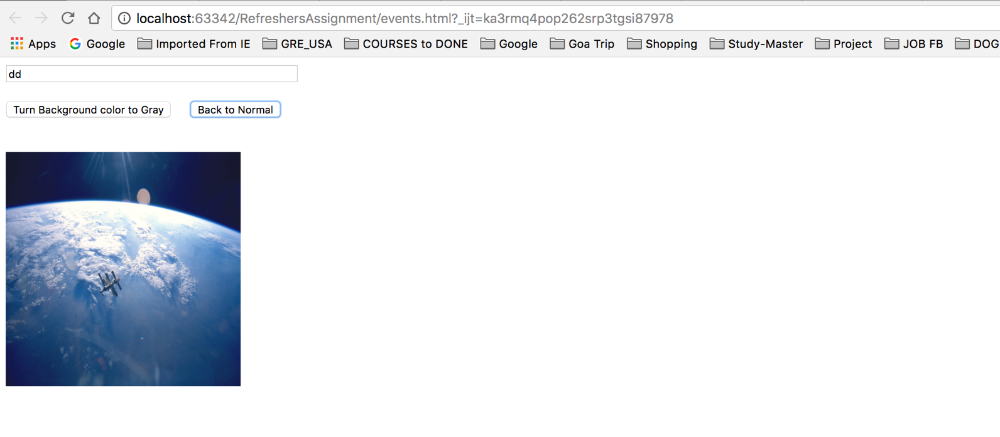 localhost:63342/RefreshersAssignment/events.html?_ijt=ka3rmq4pop262srp3tgsi87978
Apps Google Imported From IE GRE_USA COURSES to DONE Google Goa Trip Shopping Study-Master Project JOB FB DOG
dd
Turn Background color to Gray Back to Normal